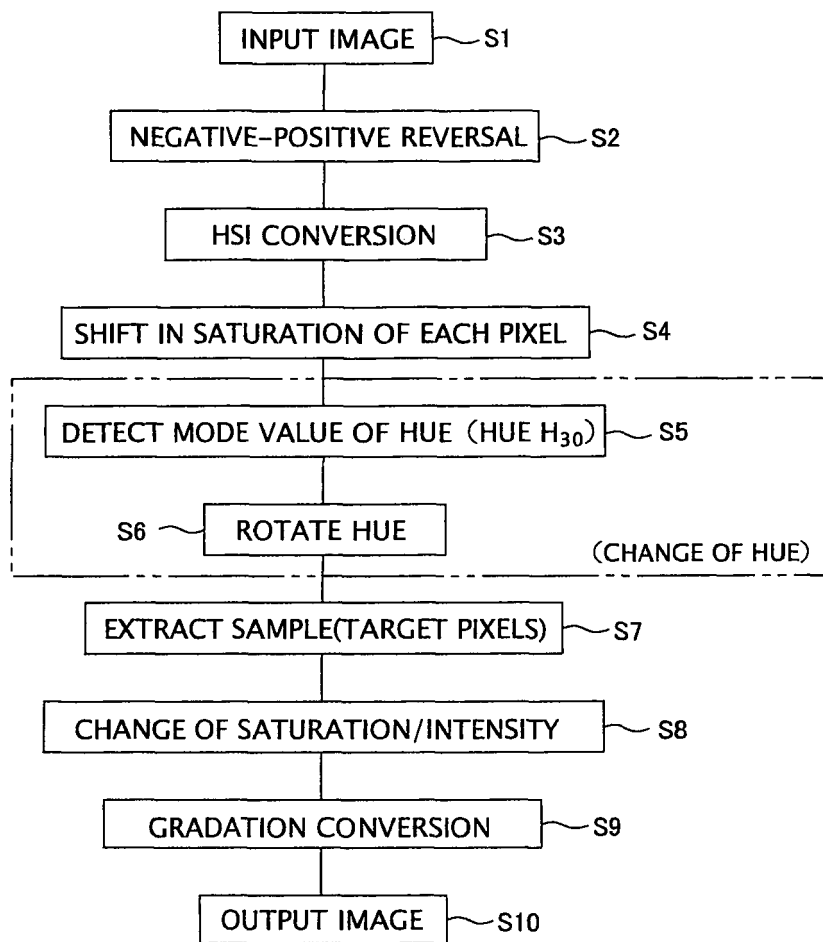 INPUT IMAGE S1
NEGATIVE-POSITIVE REVERSAL S2
HSI CONVERSION S3
SHIFT IN SATURATION OF EACH PIXEL S4
DETECT MODE VALUE OF HUE (HUE H₃₀) S5
S6 ROTATE HUE
(CHANGE OF HUE)
EXTRACT SAMPLE(TARGET PIXELS) S7
CHANGE OF SATURATION/INTENSITY S8
GRADATION CONVERSION S9
OUTPUT IMAGE S10